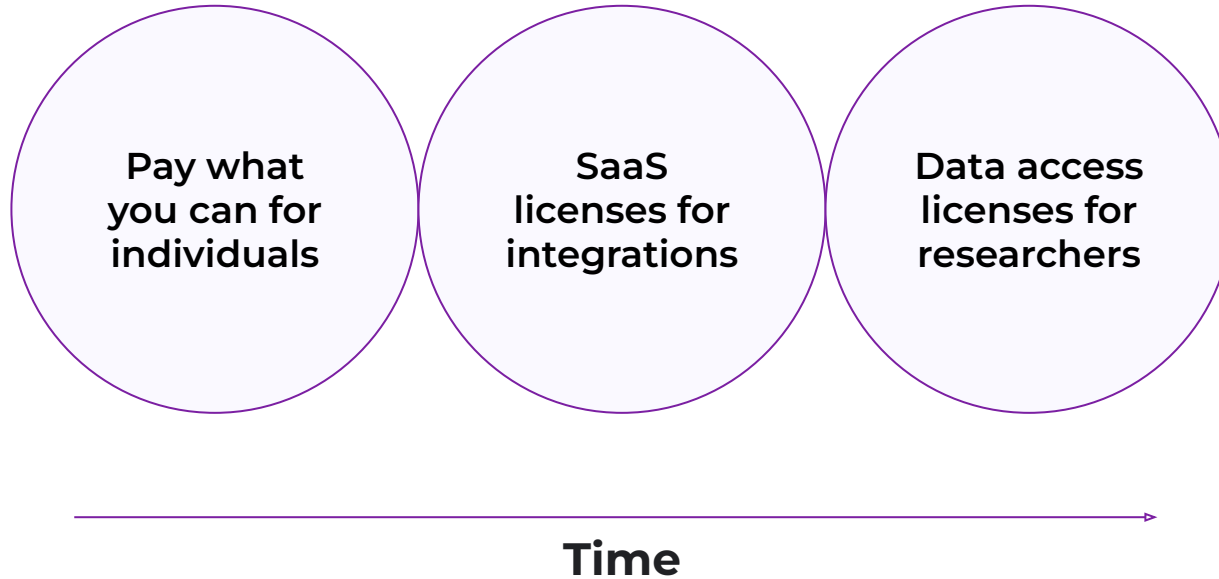 Pay what
you can for
individuals
SaaS
licenses for
integrations
Data access
licenses for
researchers
Time